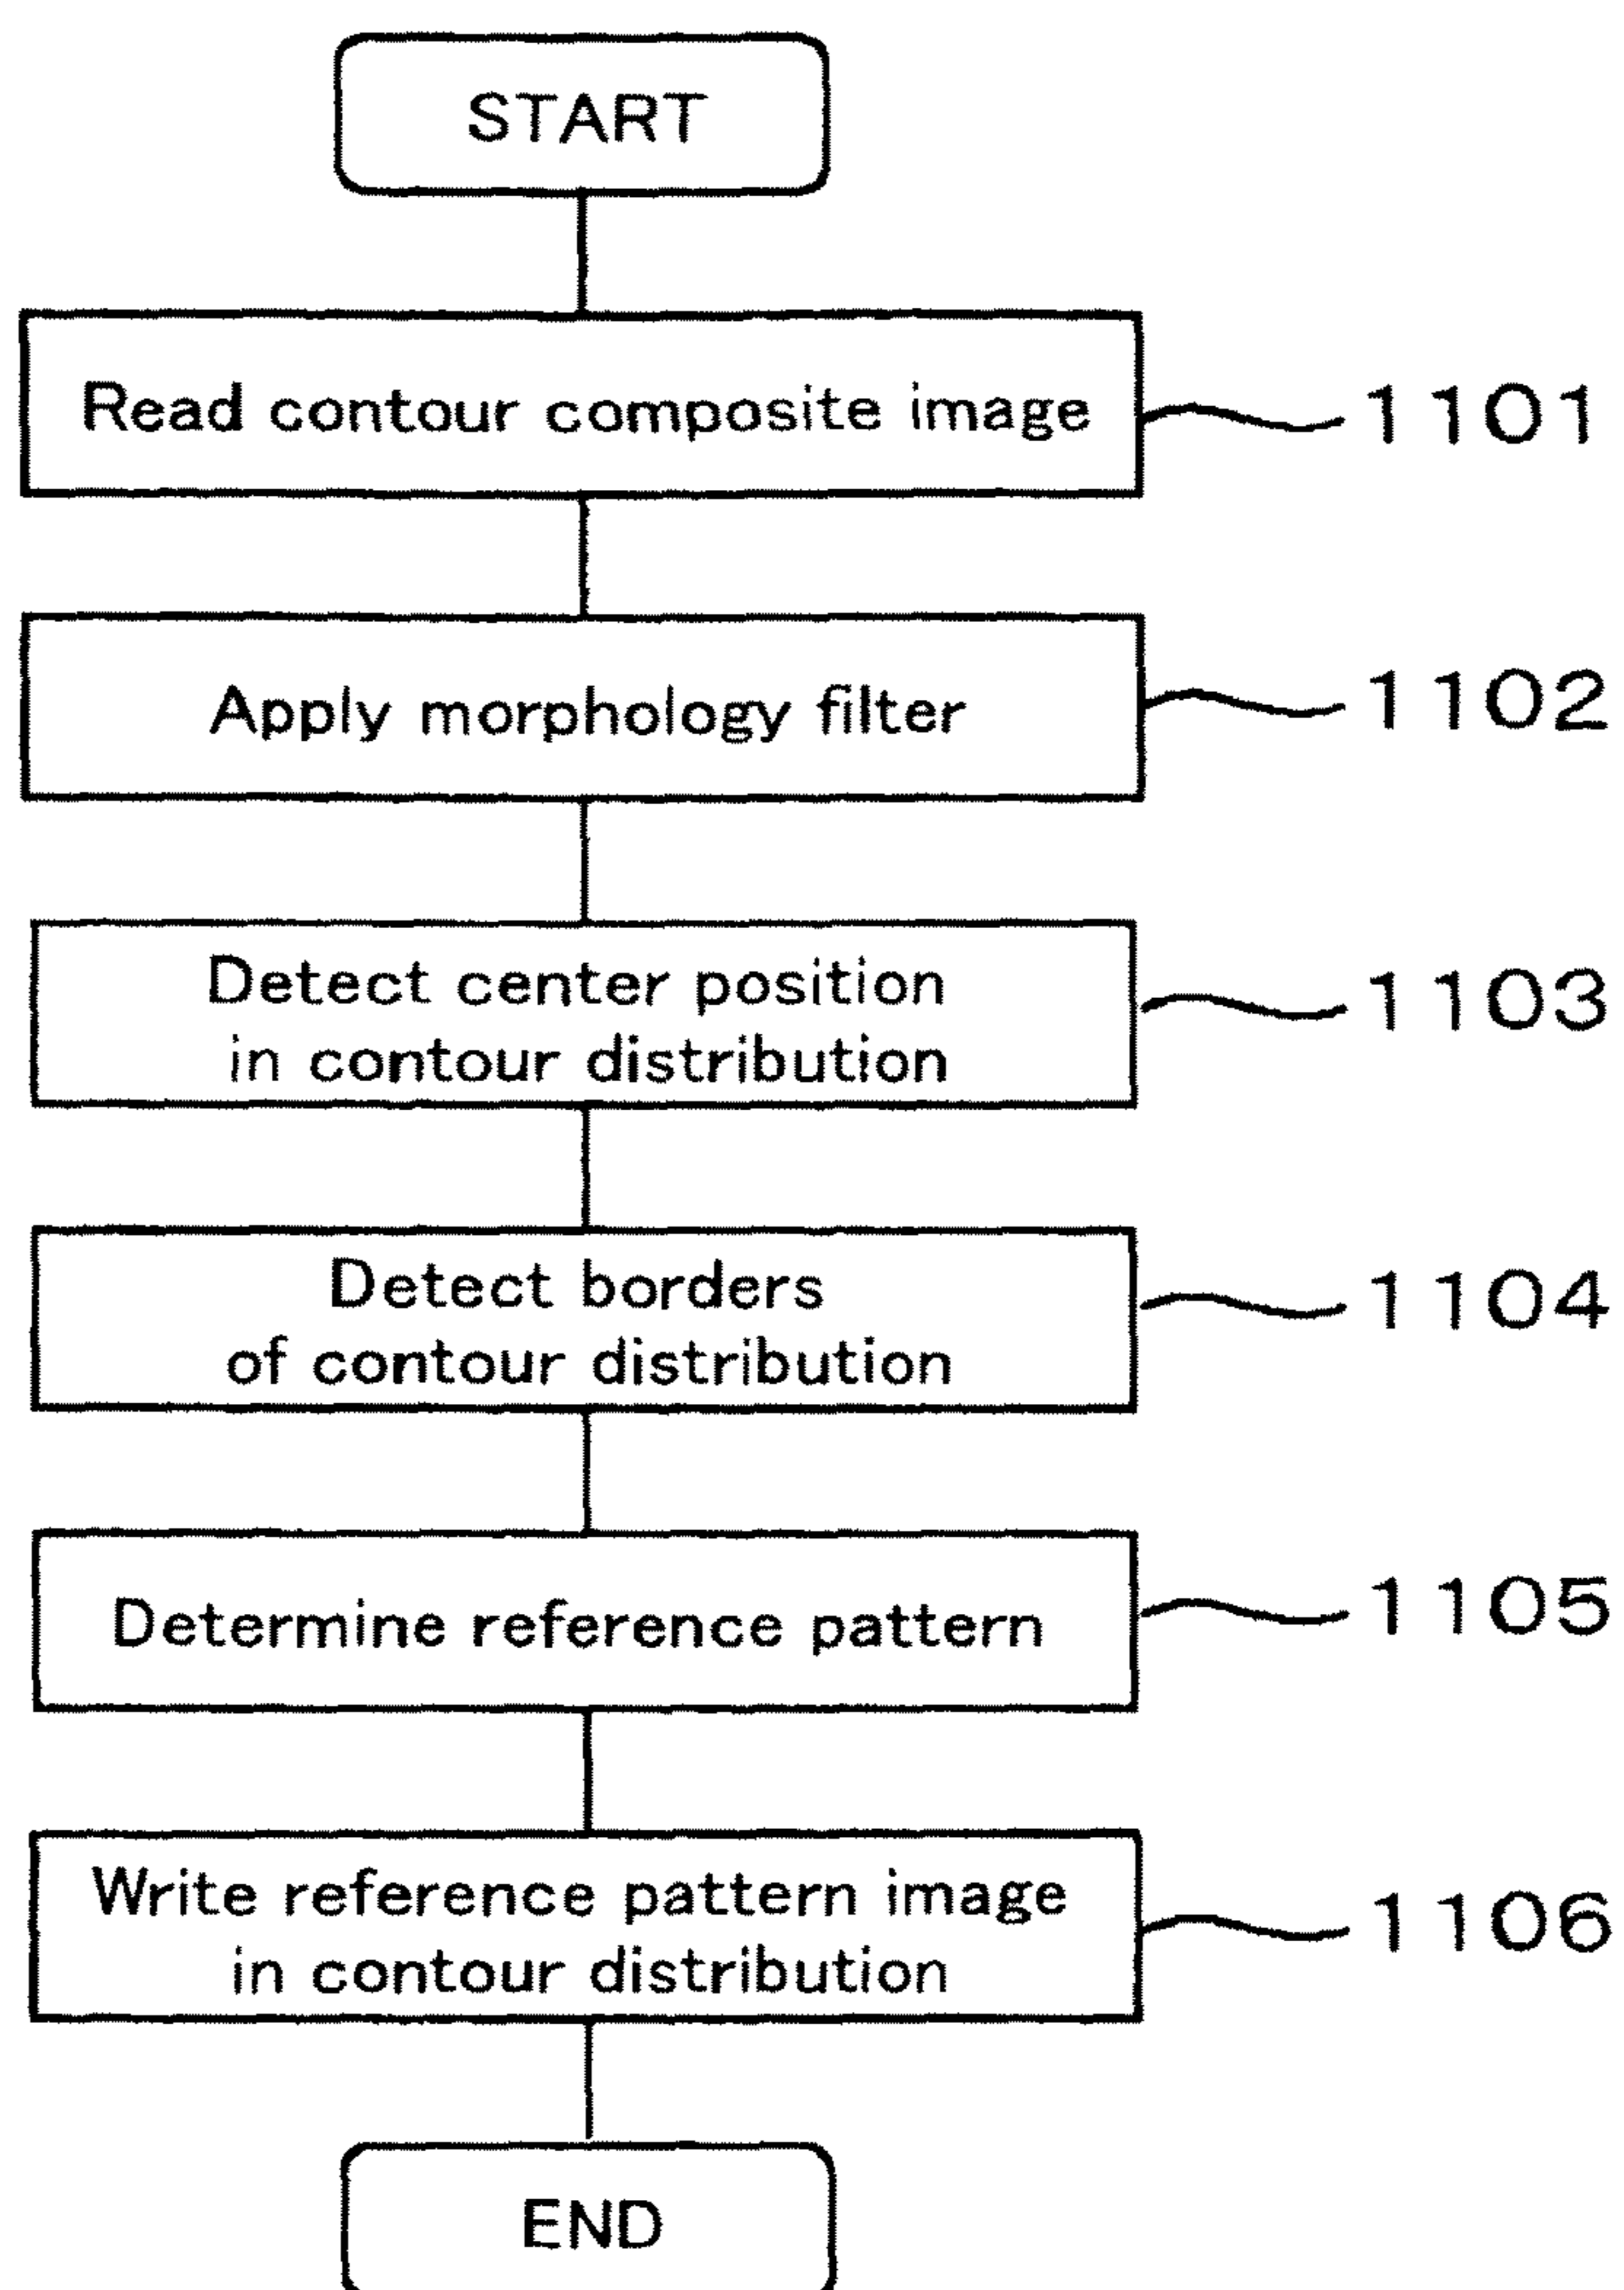 START
Read contour composite image
1101
Apply morphology filter
1102
Detect center position
in contour distribution
1103
Detect borders
of contour distribution
1104
Determine reference pattern
1105
Write reference pattern image
in contour distribution
1106
END